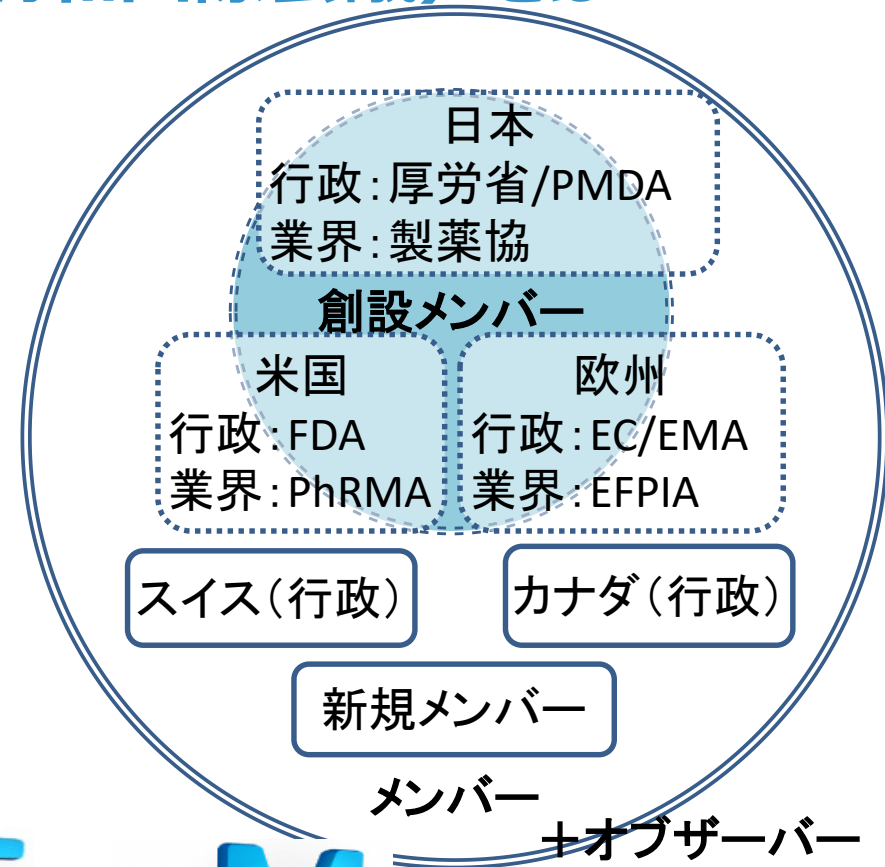 日本
行政：厚労省/PMDA
業界：製薬協
創設メンバー
米国
行政：FDA
業界：PhRMA
欧州
行政：EC/EMA
業界：EFPIA
スイス（行政）
カナダ（行政）
新規メンバー
メンバー
＋オブザーバー